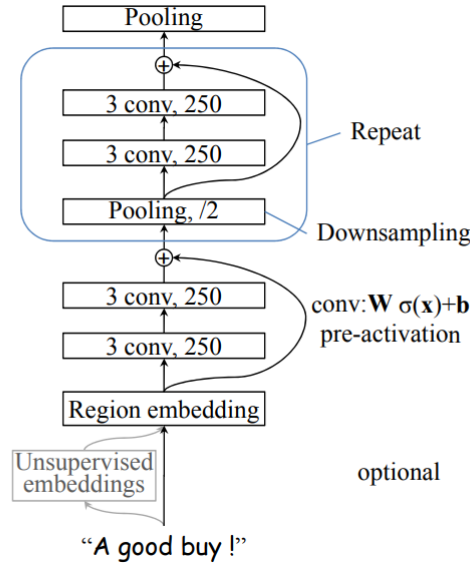 Pooling
3 conv, 250
3 conv, 250
Repeat
Pooling, /2
Downsampling
3 conv, 250
conv:W σ(x)+b
pre-activation
3 conv, 250
Region embedding
Unsupervised
embeddings
optional
“A good buy !”